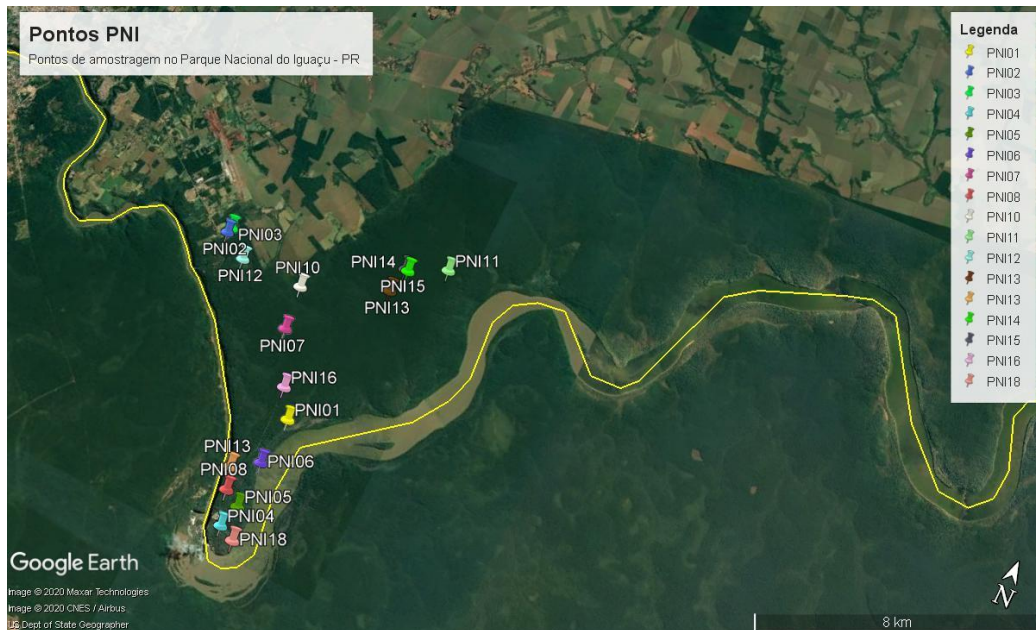 Pontos PNI
Pontos de amostragem no Parque Nacional do Iguaçu - PR
Legenda
PNI01
PNI02
PNI03
PNI04
PNI05
PNI06
PNI07
PNI08
PNI10
PNI11
PNI12
PNI13
PNI13
PNI14
PNI15
PNI16
PNI18
PNI03
PNI02
PNI12
PNI10
PNI14
PNI11
PNI15
PNI13
PNI07
PNI16
PNI01
PNI13
PNI06
PNI08
PNI05
PNI04
PNI18
Google Earth
Image © 2020 Maxar Technologies
Image © 2020 CNES / Airbus
US Dept of State Geographer
N
8 km